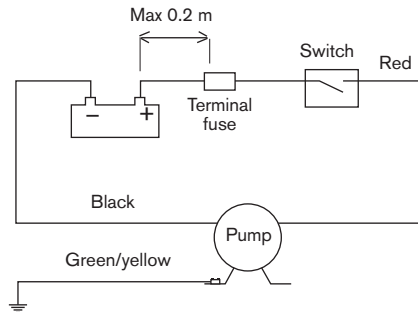 Max 0.2 m
Switch
Red
Terminal
fuse
− +
Black
Pump
Green/yellow